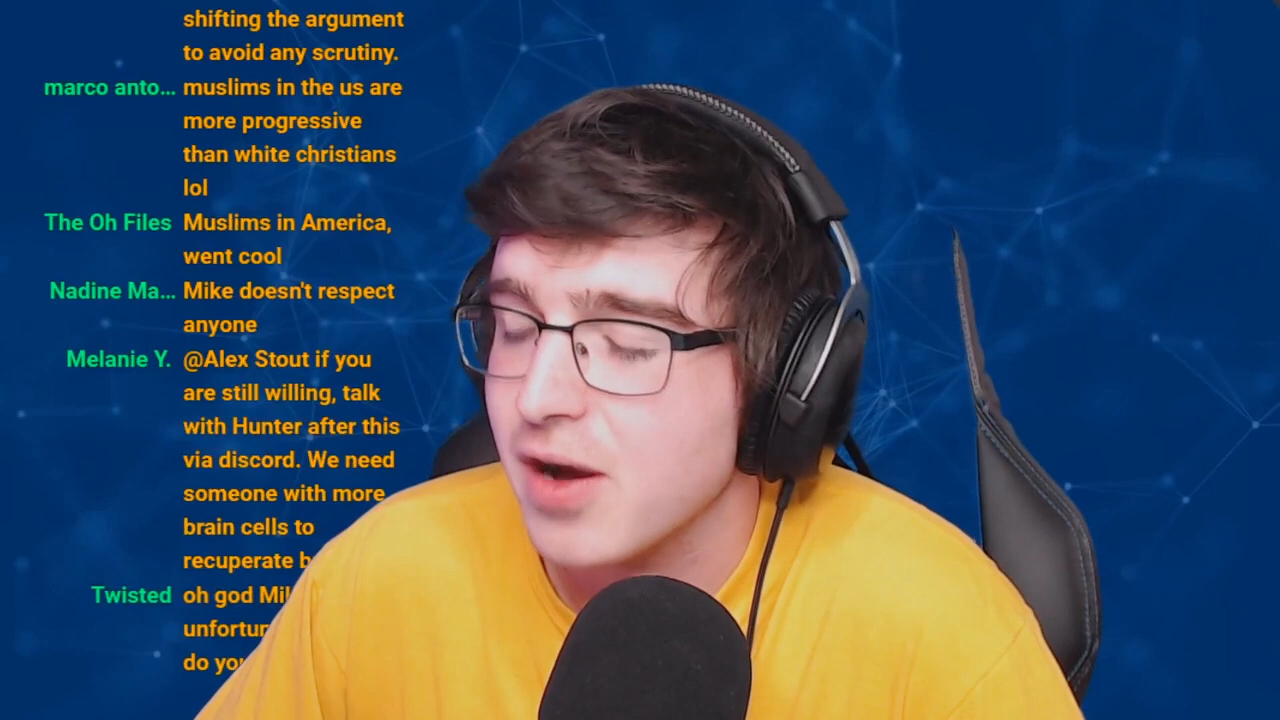 shifting the argument
to avoid any scrutiny.
marco anto... muslims in the us are
more progressive
than white christians
lol
The Oh Files Muslims in America,
went cool
Nadine Ma... Mike doesn't respect
anyone
Melanie Y. @Alex Stout if you
are still willing, talk
with Hunter after this
via discord. We need
someone with more
brain cells to
recuperate
Twisted oh god
do